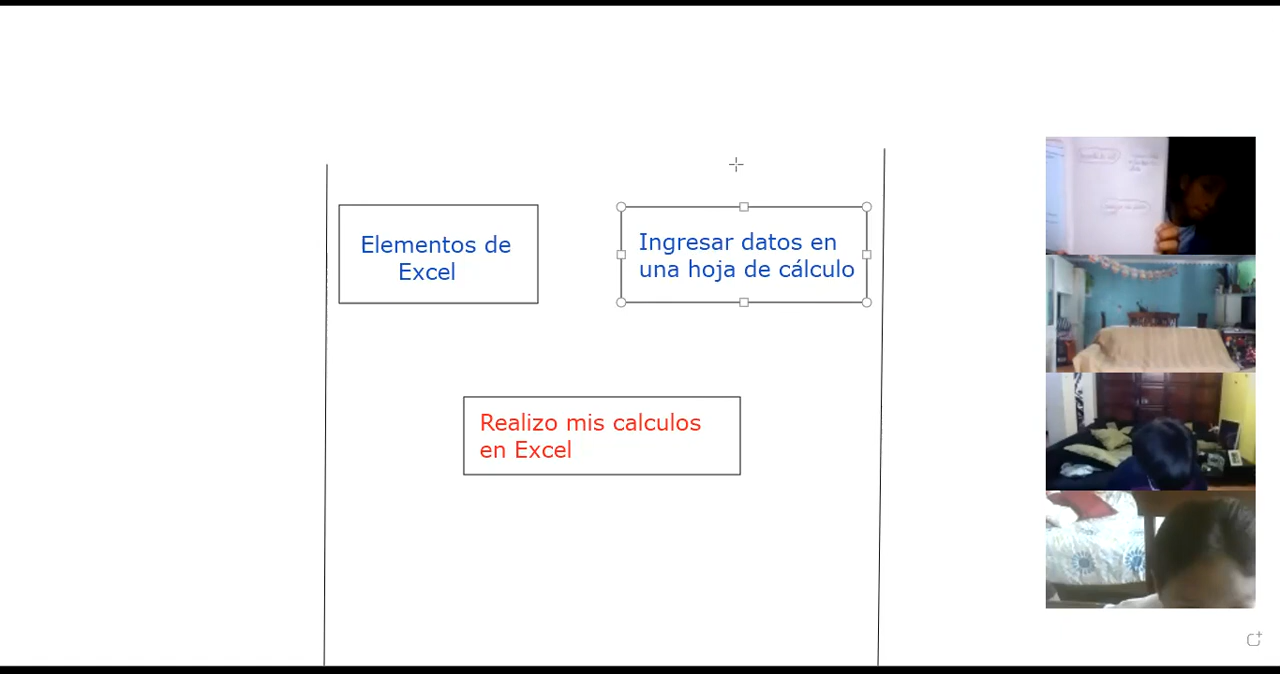 Elementos de
Excel
Ingresar datos en
una hoja de cálculo
Realizo mis calculos
en Excel